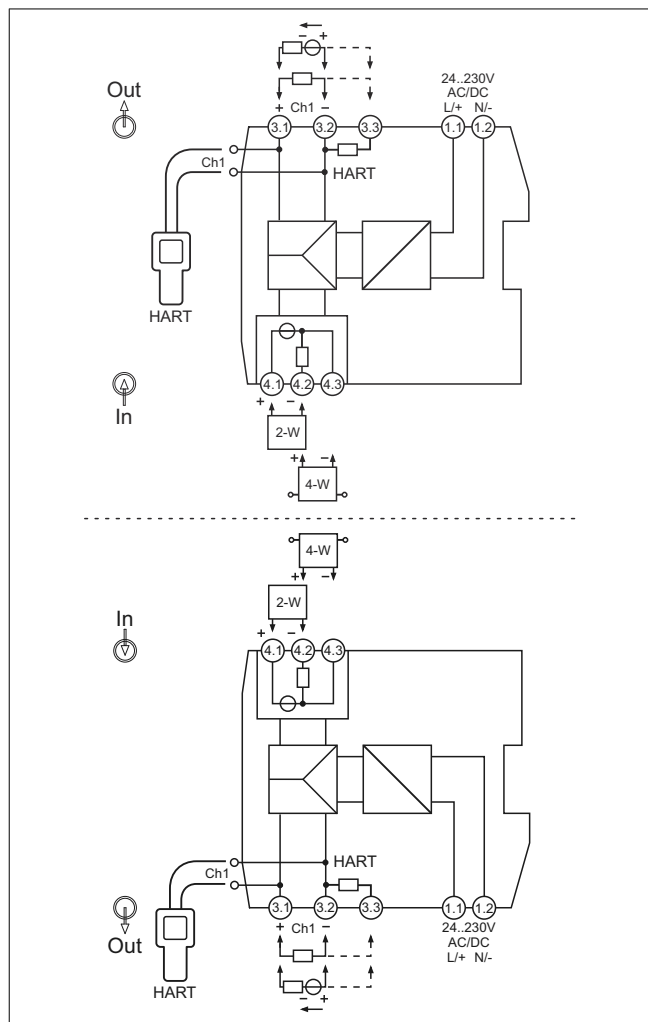 − +
Out
+ Ch1 −
24..230V
AC/DC
L/+ N/-
3.1 3.2 3.3 1.1 1.2
Ch1
HART
HART
4.1 4.2 4.3
In
+ −
2-W
+ −
4-W
4-W
+ −
2-W
In
+ −
4.1 4.2 4.3
HART
Ch1
3.1 3.2 3.3 1.1 1.2
Out
+ Ch1 −
24..230V
AC/DC
L/+ N/-
HART
− +